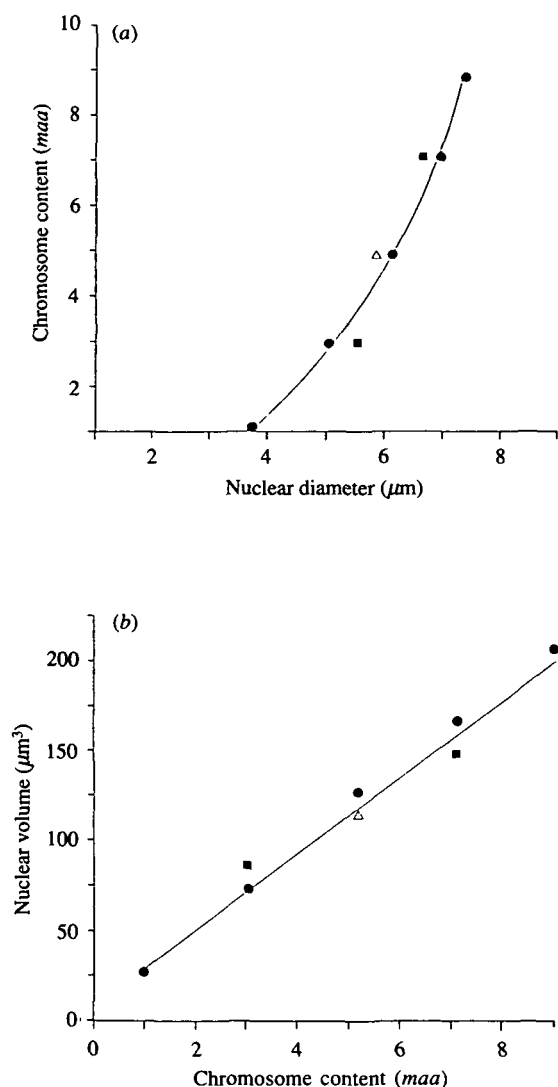 (a)
10
8
6
4
2
Chromosome content (maa)
2 4 6 8
Nuclear diameter (μm)
(b)
200
150
100
50
0
Nuclear volume (μm³)
0 2 4 6 8
Chromosome content (maa)